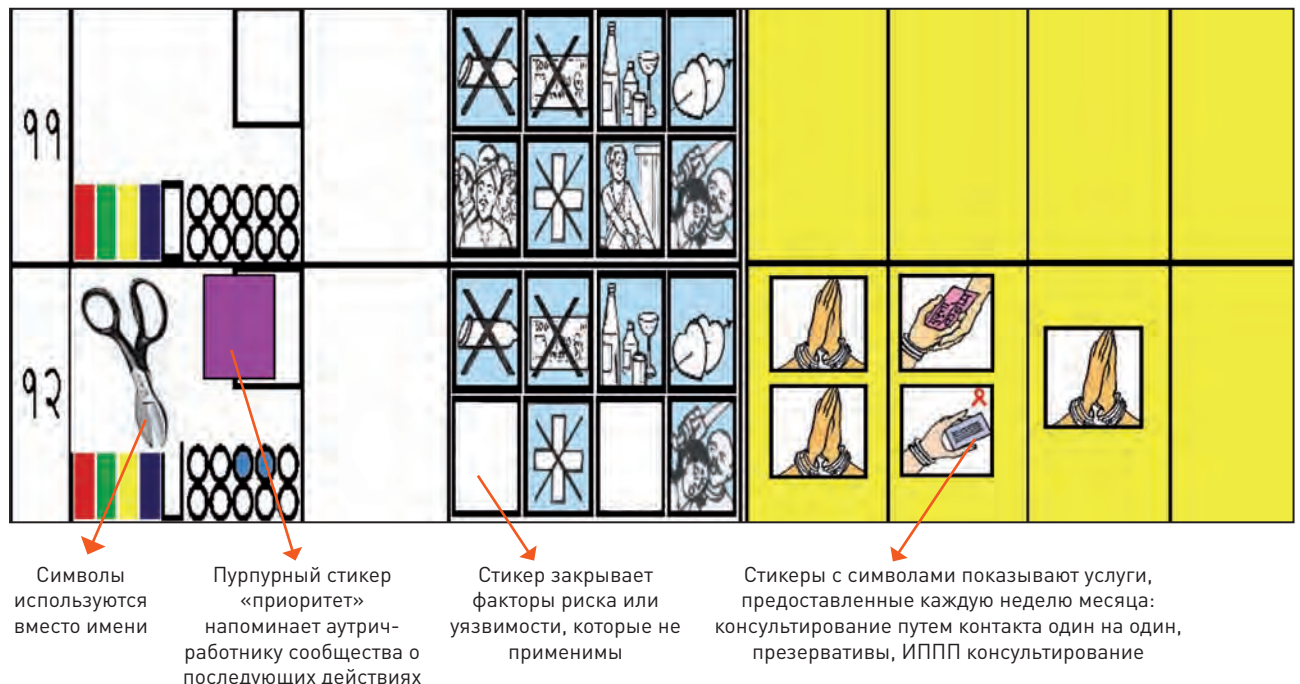 ११
१२
Символы
используются
вместо имени
Пурпурный стикер
«приоритет»
напоминает аутрич-
работнику сообщества о
последующих действиях
Стикер закрывает
факторы риска или
уязвимости, которые не
применимы
Стикеры с символами показывают услуги,
предоставленные каждую неделю месяца:
консультирование путем контакта один на один,
презервативы, ИППП консультирование